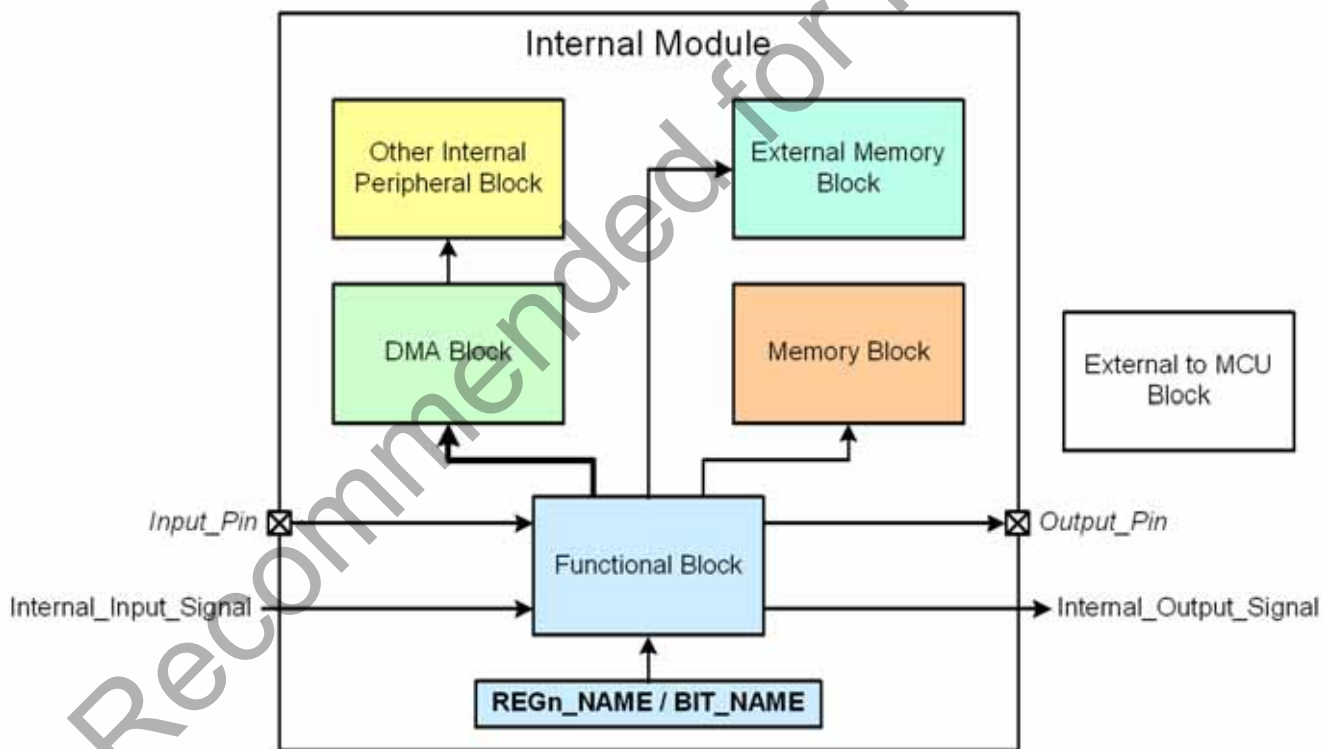 Internal Module
Other Internal
Peripheral Block
External Memory
Block
DMA Block
Memory Block
External to MCU
Block
Input_Pin
Output_Pin
Functional Block
Internal_Input_Signal
Internal_Output_Signal
REGn_NAME / BIT_NAME
Recommended for